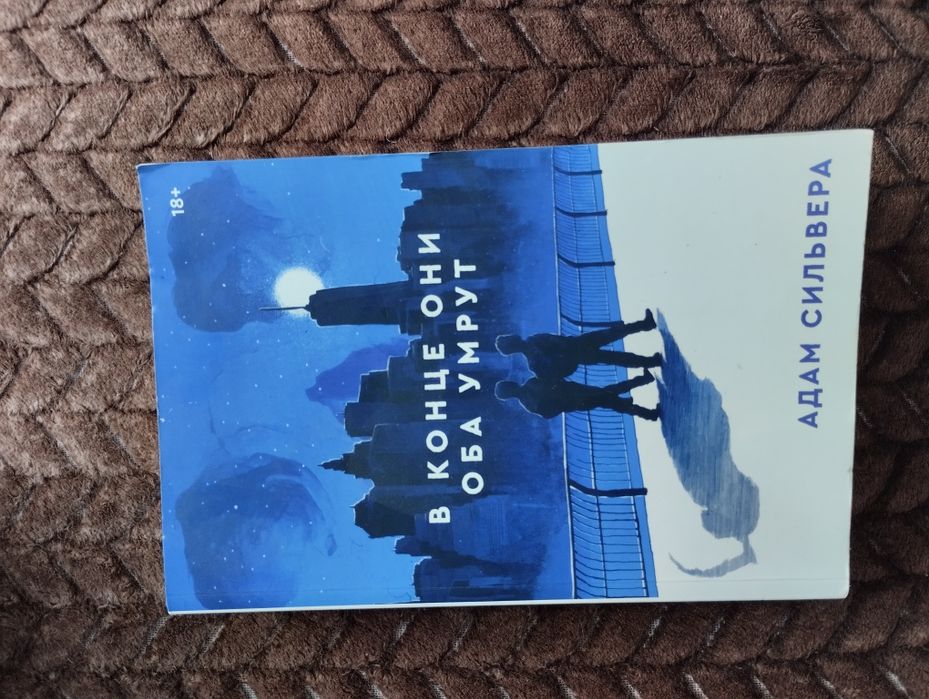 18+
В КОНЦЕ ОНИ
ОБА УМРУТ
АДАМ СИЛЬВЕРА